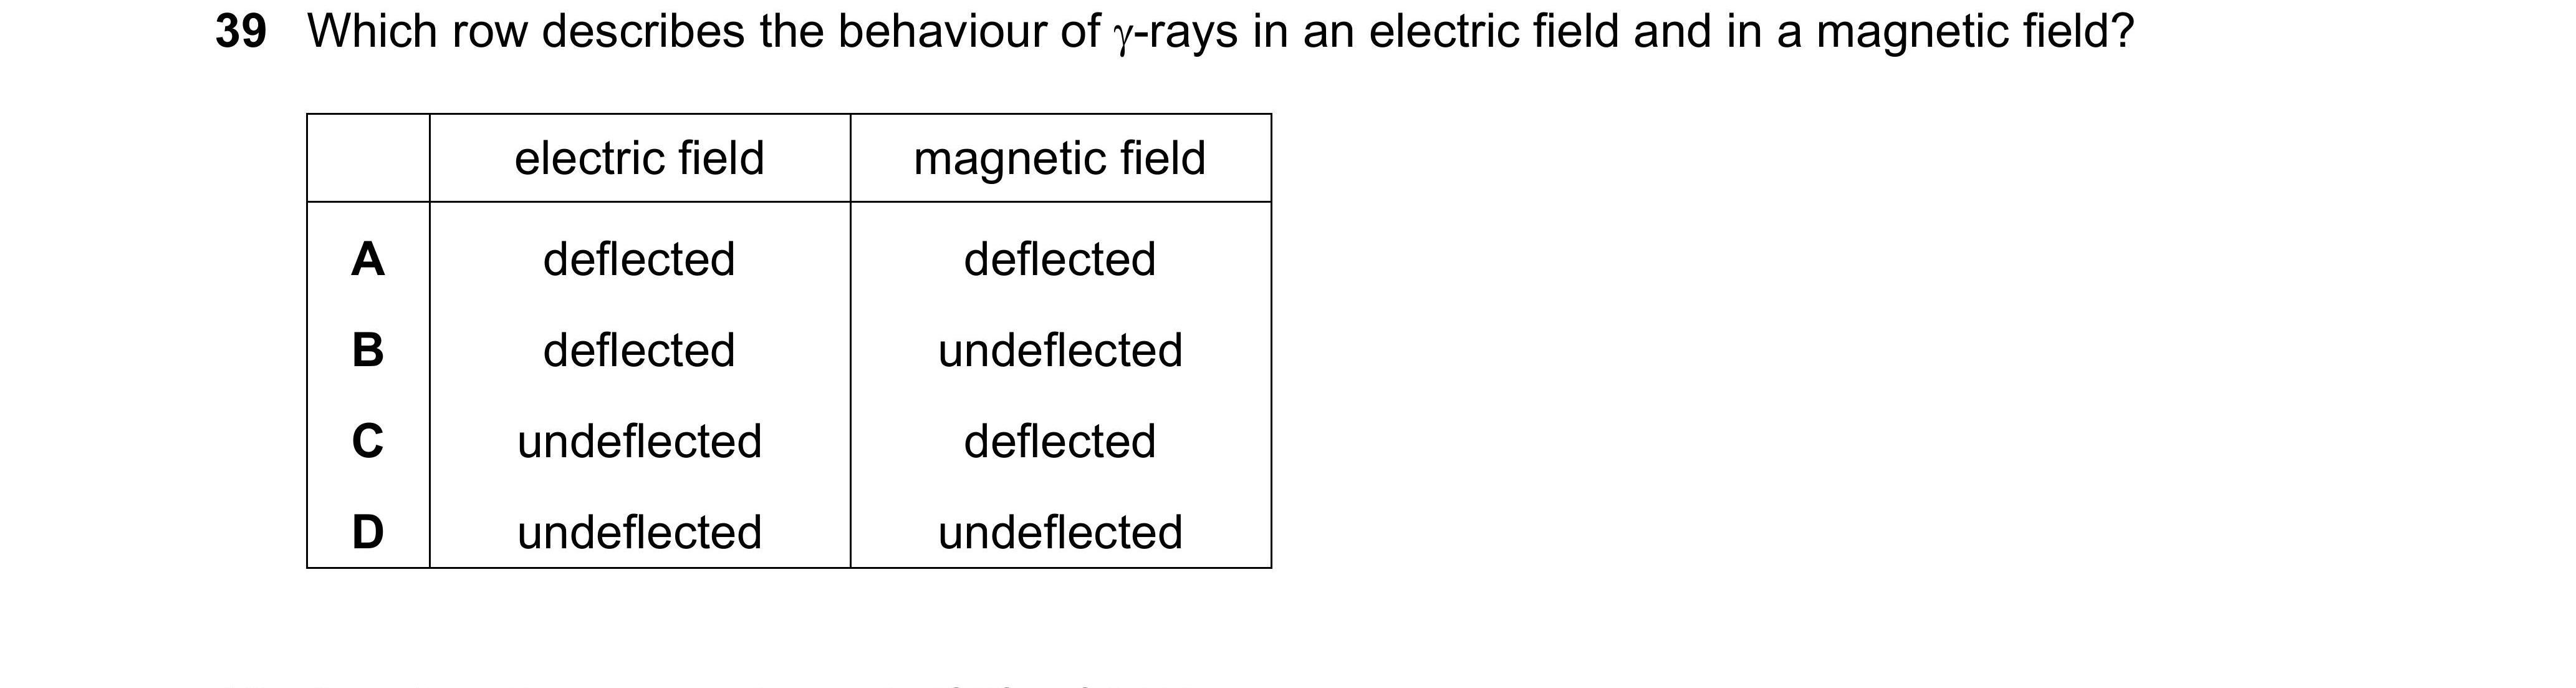 39 Which row describes the behaviour of γ-rays in an electric field and in a magnetic field?
electric field magnetic field
A deflected deflected
B deflected undeflected
C undeflected deflected
D undeflected undeflected